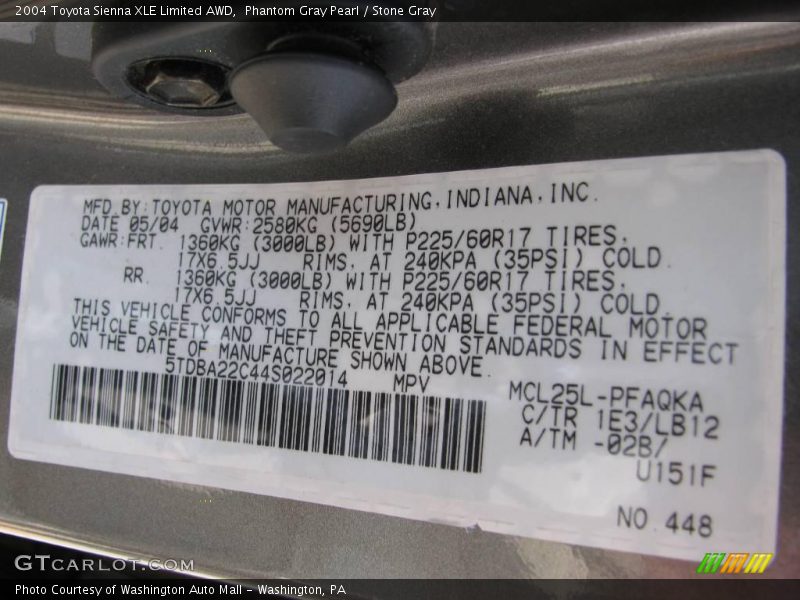 2004 Toyota Sienna XLE Limited AWD,  Phantom Gray Pearl / Stone Gray
MFD.BY:TOYOTA MOTOR MANUFACTURING,INDIANA,INC.
DATE 05/04  GVWR:2580KG (5690LB)
GAWR:FRT. 1360KG (3000LB) WITH P225/60R17 TIRES,
17X6.5JJ RIMS, AT 240KPA (35PSI) COLD.
RR. 1360KG (3000LB) WITH P225/60R17 TIRES,
17X6.5JJ RIMS, AT 240KPA (35PSI) COLD.
THIS VEHICLE CONFORMS TO ALL APPLICABLE FEDERAL MOTOR
VEHICLE SAFETY AND THEFT PREVENTION STANDARDS IN EFFECT
ON THE DATE OF MANUFACTURE SHOWN ABOVE.
5TDBA22C44S022014 MPV
MCL25L-PFAQKA
C/TR 1E3/LB12
A/TM -02B/
U151F
NO.448
GTCARLOT.COM
Photo Courtesy of Washington Auto Mall - Washington, PA